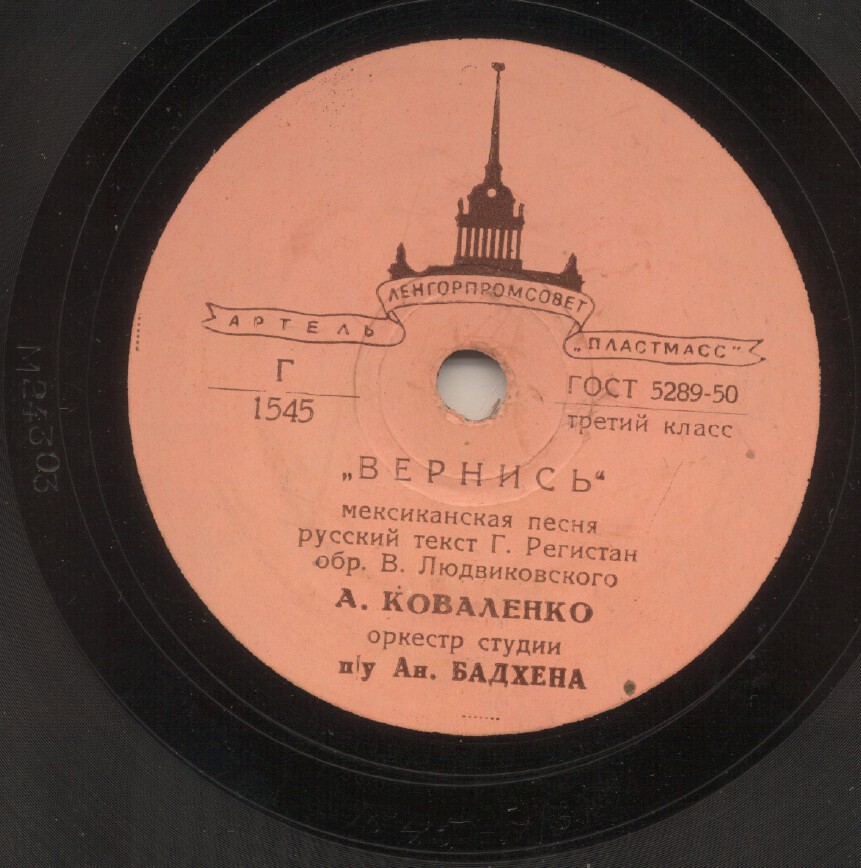 ЛЕНГОРПРОМСОВЕТ
АРТЕЛЬ
„ПЛАСТМАСС"
Г
1545
ГОСТ 5289-50
третий класс
„ВЕРНИСЬ"
мексиканская песня
русский текст Г. Регистан
обр. В. Людвиковского
А. КОВАЛЕНКО
оркестр студии
п/у Ан. БАДХЕНА
М24303